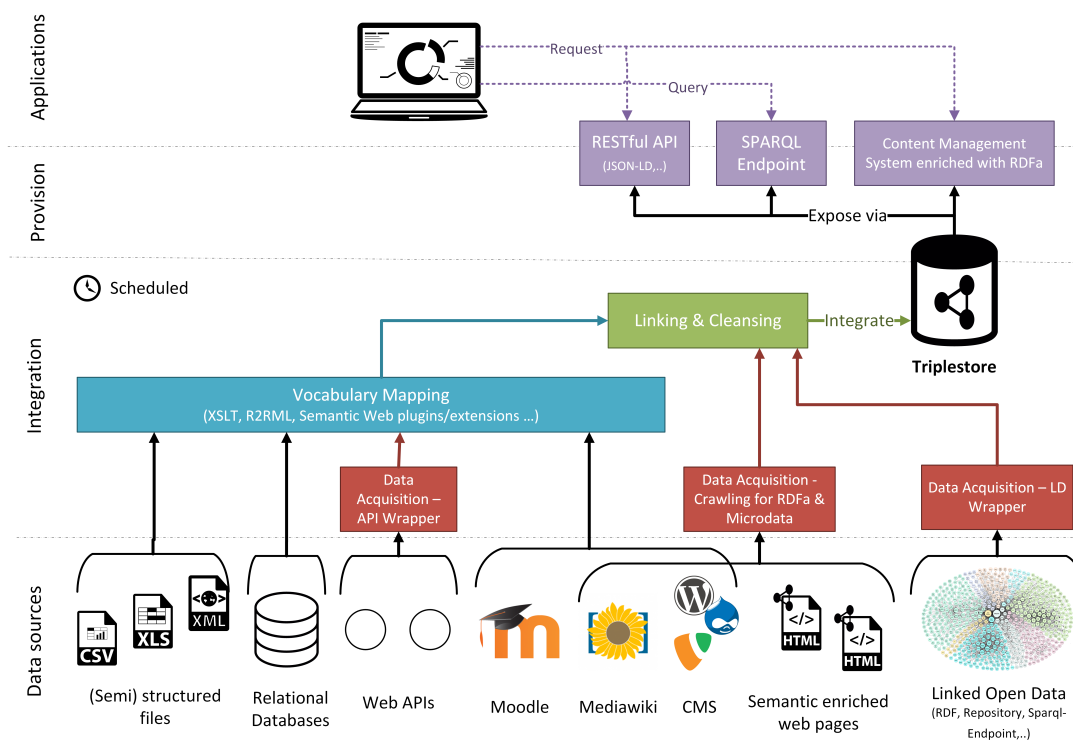 Applications
Request
Query
RESTful API
(JSON-LD,..)
SPARQL
Endpoint
Content Management
System enriched with RDFa
Provision
Expose via
Integration
Scheduled
Linking & Cleansing
Integrate
Triplestore
Vocabulary Mapping
(XSLT, R2RML, Semantic Web plugins/extensions ...)
Data
Acquisition –
API Wrapper
Data Acquisition -
Crawling for RDFa &
Microdata
Data Acquisition – LD
Wrapper
Data sources
CSV
XLS
XML
</>
HTML
</>
HTML
(Semi) structured
files
Relational
Databases
Web APIs
Moodle
Mediawiki
CMS
Semantic enriched
web pages
Linked Open Data
(RDF, Repository, Sparql-
Endpoint,..)